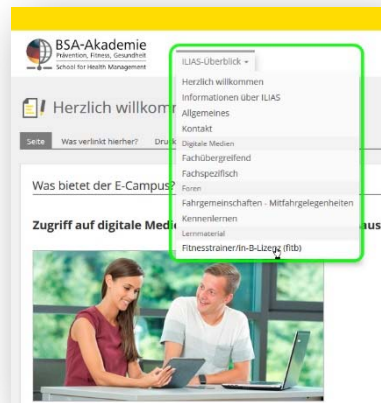 BSA-Akademie
Prävention, Fitness, Gesundheit
School for Health Management
ILIAS-Überblick
Herzlich willkommen
Informationen über ILIAS
Allgemeines
Kontakt
Digitale Medien
Fachübergreifend
Fachspezifisch
Foren
Fahrgemeinschaften - Mitfahrgelegenheiten
Kennenlernen
Lernmaterial
Fitnesstrainer/in-B-Lizenz (fitb)
Herzlich willkomm
Seite Was verlinkt hierher? Druck
Was bietet der E-Campus?
Zugriff auf digitale Medi aus